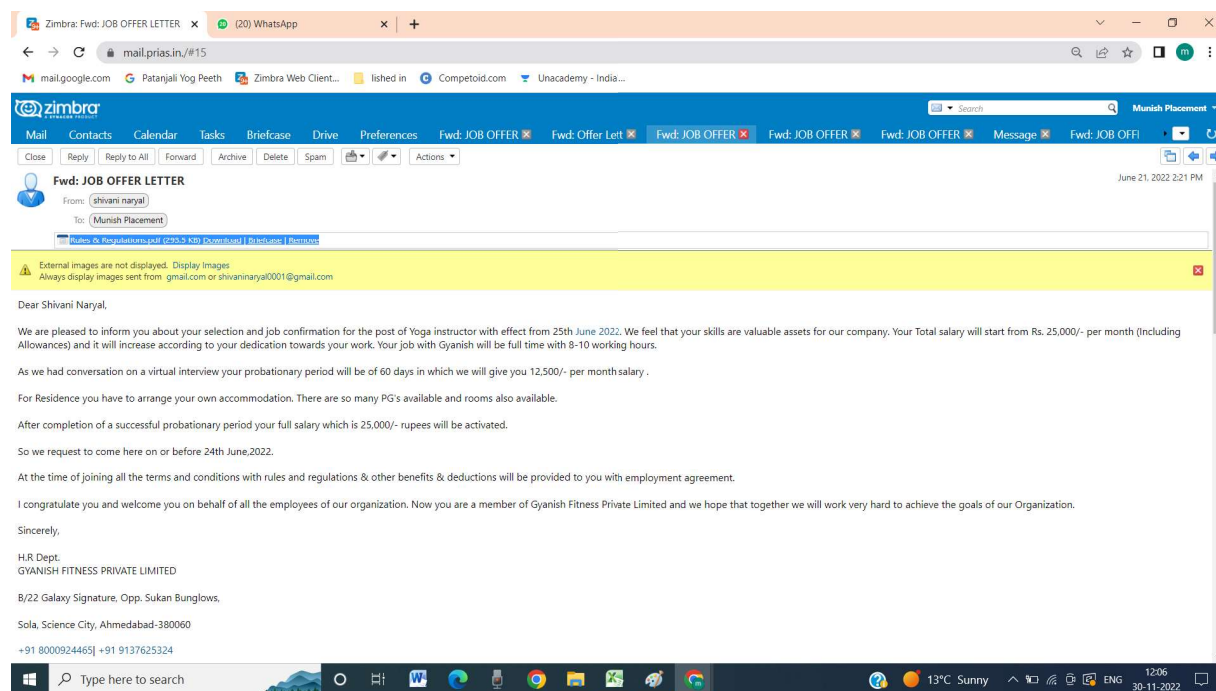 Zimbra: Fwd: JOB OFFER LETTER
(20) WhatsApp
mail.prias.in./#15
mail.google.com Patanjali Yog Peeth Zimbra Web Client... lished in Competoid.com Unacademy - India...
zimbra
A SYNACOR PRODUCT
Search
Munish Placement
Mail Contacts Calendar Tasks Briefcase Drive Preferences Fwd: JOB OFFER Fwd: Offer Lett Fwd: JOB OFFER Fwd: JOB OFFER Fwd: JOB OFFER Message Fwd: JOB OFFI
Close Reply Reply to All Forward Archive Delete Spam Actions
Fwd: JOB OFFER LETTER
June 21, 2022 2:21 PM
From: shivani naryal
To: Munish Placement
Rules & Regulations.pdf (293.5 KB) Download | Briefcase | Remove
External images are not displayed. Display Images
Always display images sent from gmail.com or shivaninaryal0001@gmail.com
Dear Shivani Naryal,
We are pleased to inform you about your selection and job confirmation for the post of Yoga instructor with effect from 25th June 2022. We feel that your skills are valuable assets for our company. Your Total salary will start from Rs. 25,000/- per month (Including
Allowances) and it will increase according to your dedication towards your work. Your job with Gyanish will be full time with 8-10 working hours.
As we had conversation on a virtual interview your probationary period will be of 60 days in which we will give you 12,500/- per month salary .
For Residence you have to arrange your own accommodation. There are so many PG's available and rooms also available.
After completion of a successful probationary period your full salary which is 25,000/- rupees will be activated.
So we request to come here on or before 24th June,2022.
At the time of joining all the terms and conditions with rules and regulations & other benefits & deductions will be provided to you with employment agreement.
I congratulate you and welcome you on behalf of all the employees of our organization. Now you are a member of Gyanish Fitness Private Limited and we hope that together we will work very hard to achieve the goals of our Organization.
Sincerely,
H.R Dept.
GYANISH FITNESS PRIVATE LIMITED
B/22 Galaxy Signature, Opp. Sukan Bunglows,
Sola, Science City, Ahmedabad-380060
+91 8000924465| +91 9137625324
Type here to search
13°C Sunny
ENG
12:06
30-11-2022